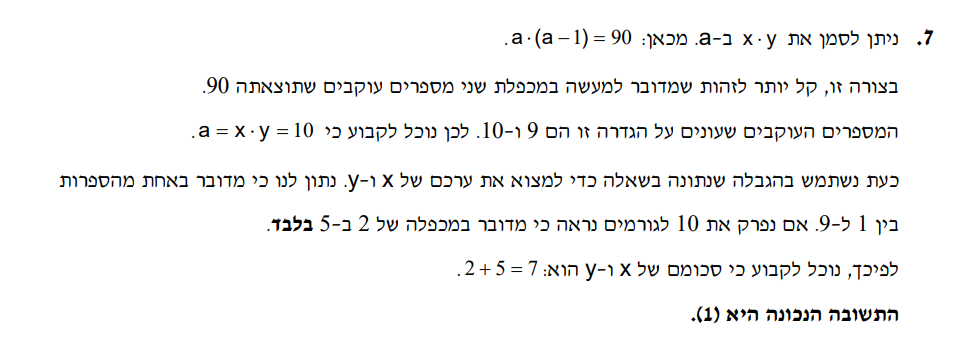 7. ניתן לסמן את x·y ב-a. מכאן: a·(a−1) = 90.
בצורה זו, קל יותר לזהות שמדובר למעשה במכפלת שני מספרים עוקבים שתוצאתה 90.
המספרים העוקבים שעונים על הגדרה זו הם 9 ו-10. לכן נוכל לקבוע כי a = x·y = 10.
כעת נשתמש בהגבלה שנתונה בשאלה כדי למצוא את ערכם של x ו-y. נתון לנו כי מדובר באחת מהספרות
בין 1 ל-9. אם נפרק את 10 לגורמים נראה כי מדובר במכפלה של 2 ב-5 בלבד.
לפיכך, נוכל לקבוע כי סכומם של x ו-y הוא: 2 + 5 = 7.
התשובה הנכונה היא (1).